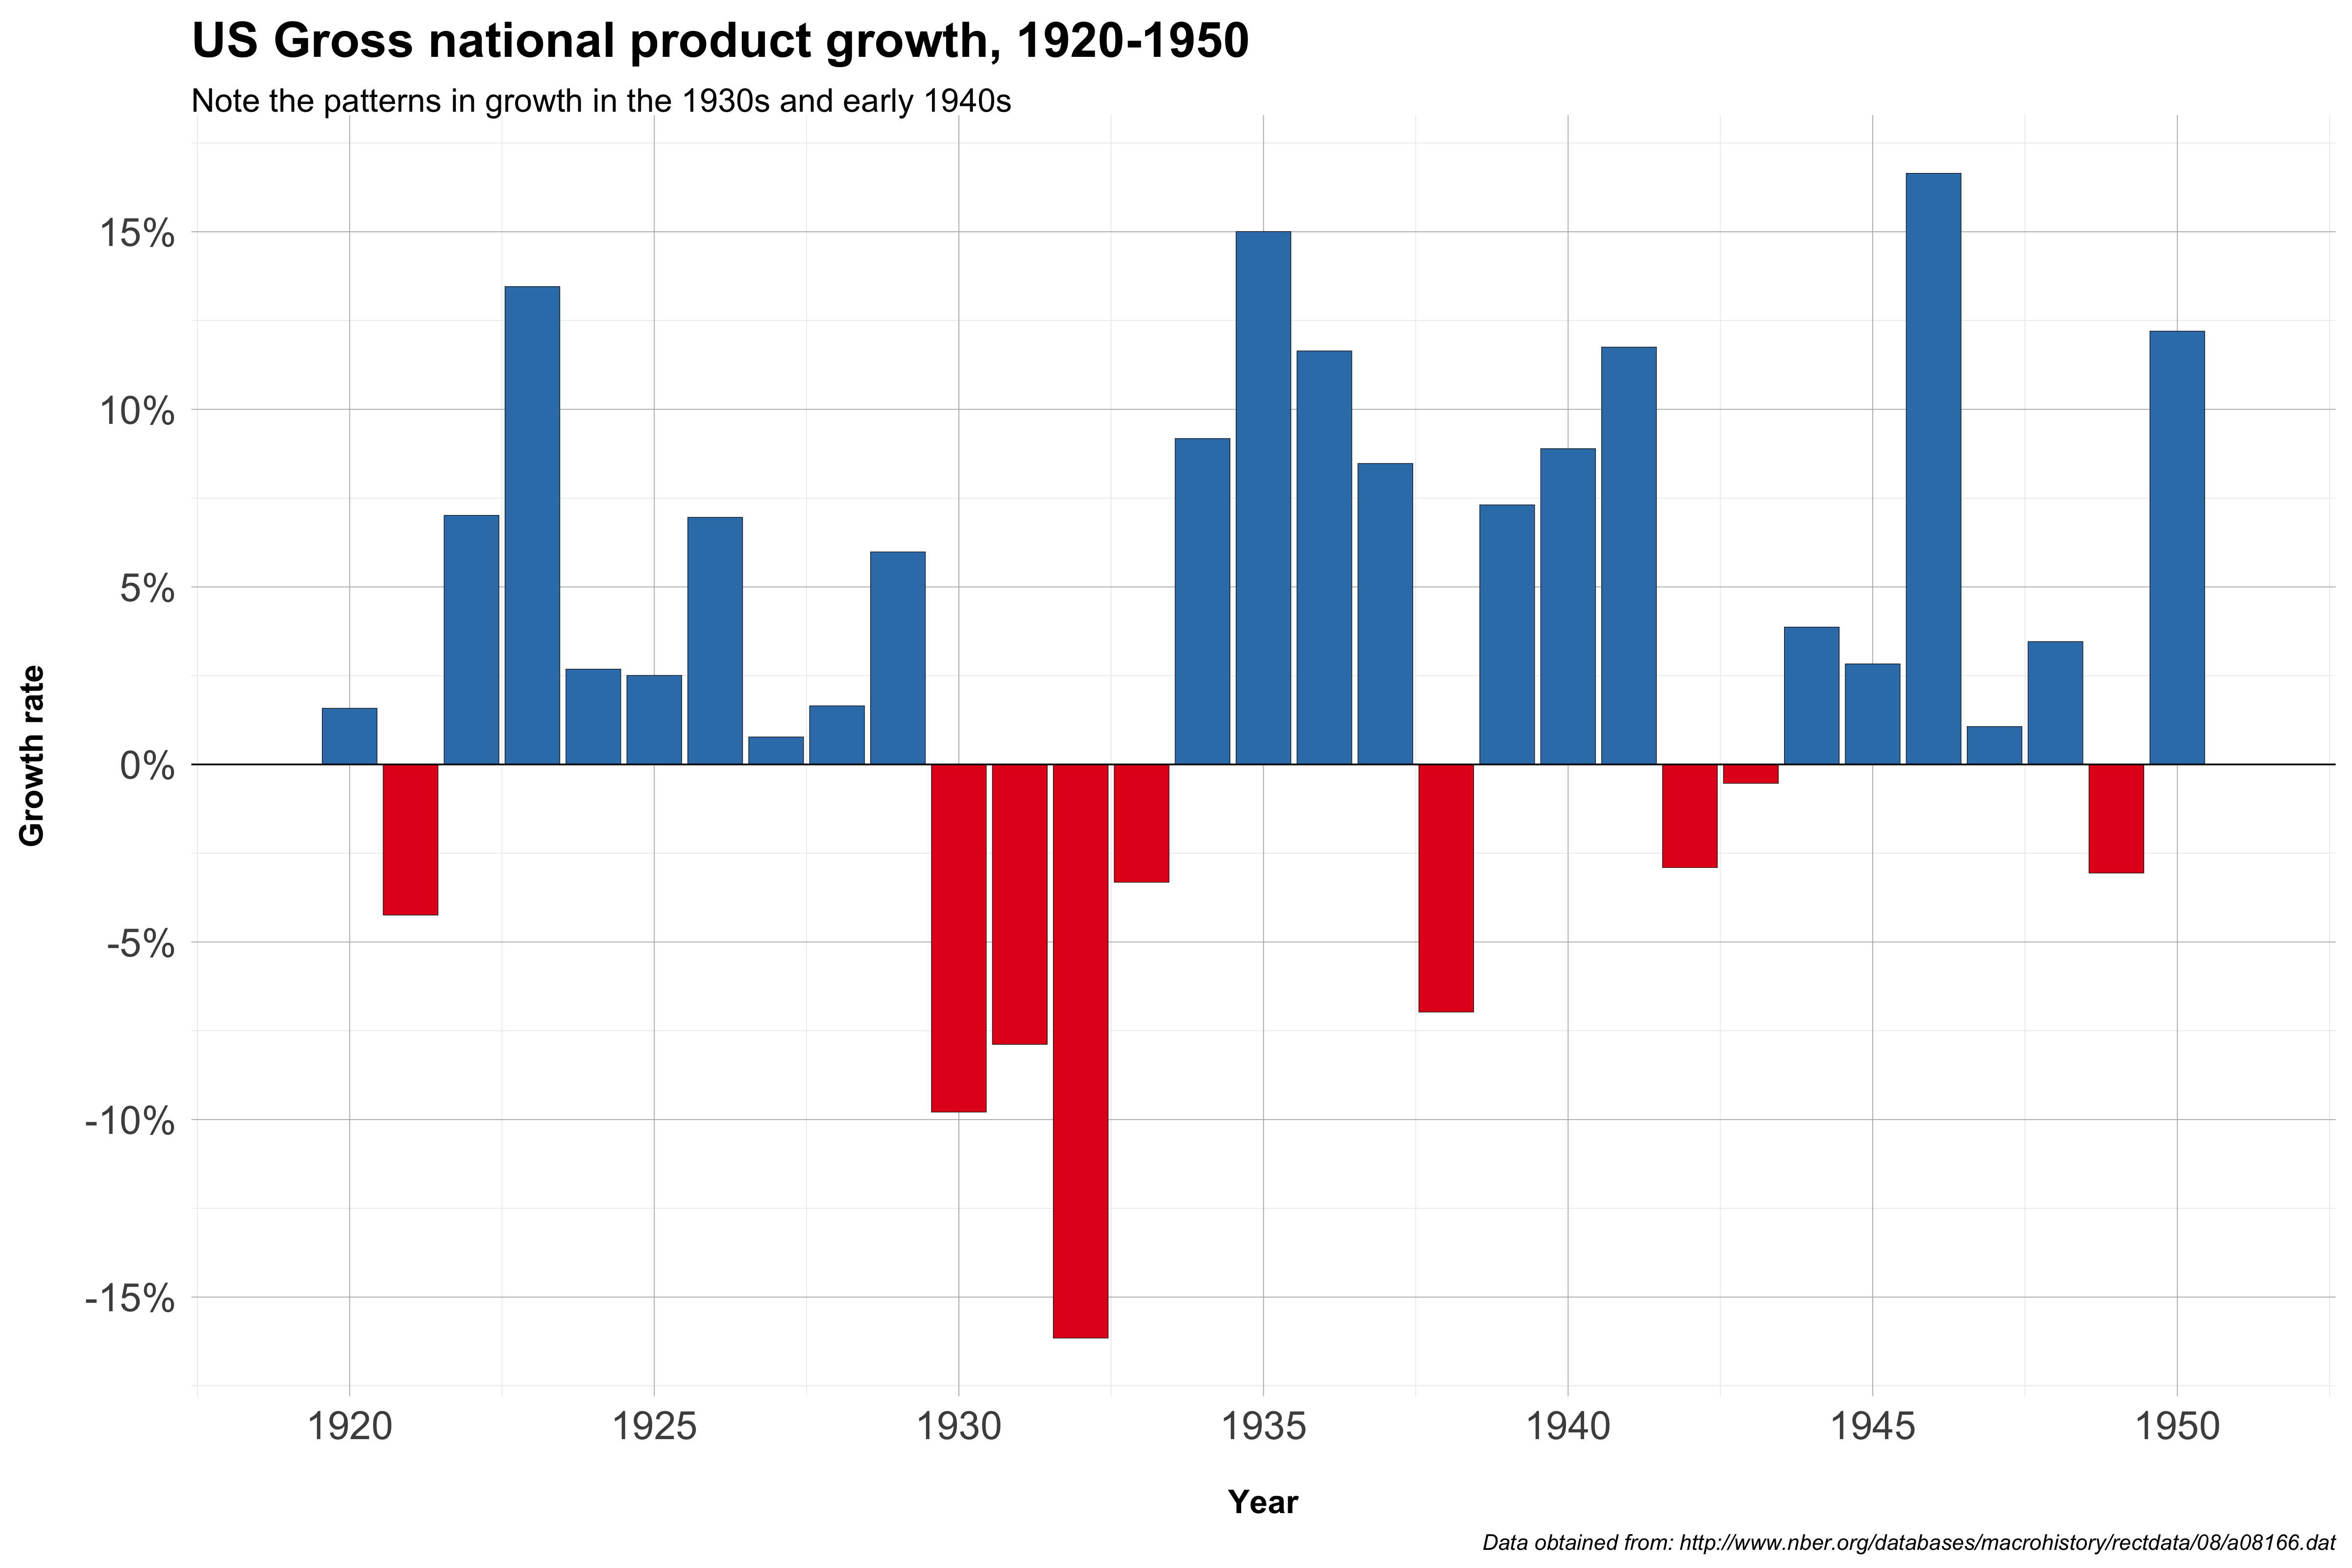 US Gross national product growth, 1920-1950
Note the patterns in growth in the 1930s and early 1940s
15%
10%
5%
0%
-5%
-10%
-15%
Growth rate
1920 1925 1930 1935 1940 1945 1950
Year
Data obtained from: http://www.nber.org/databases/macrohistory/rectdata/08/a08166.dat